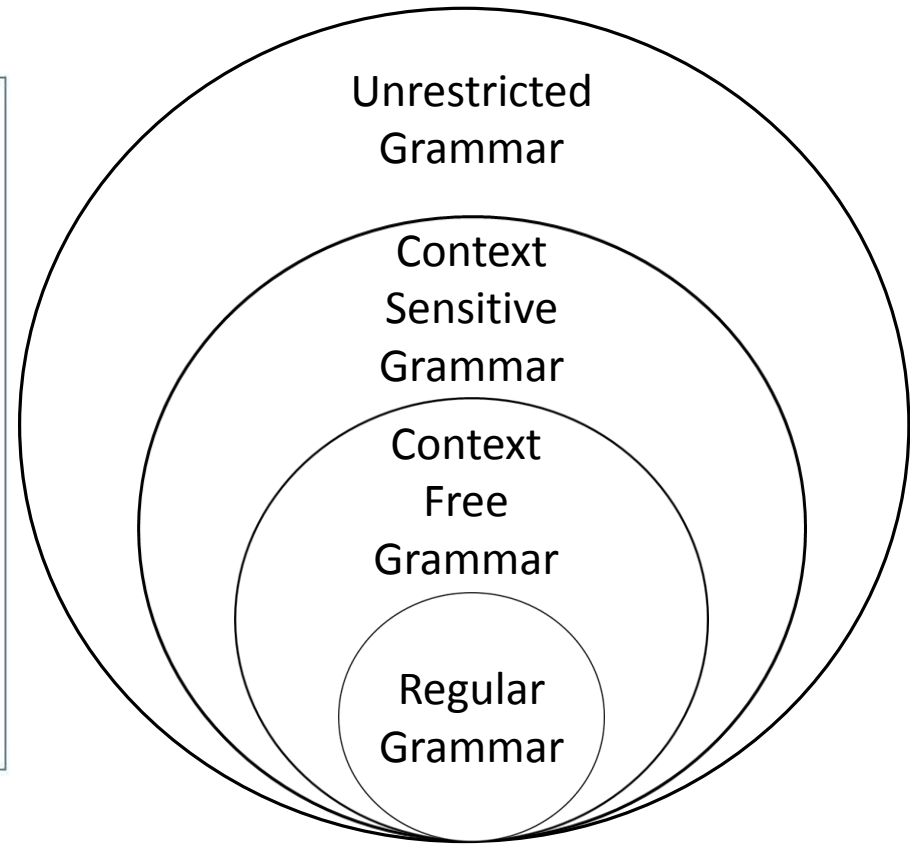 Unrestricted
Grammar
Context
Sensitive
Grammar
Context
Free
Grammar
Regular
Grammar